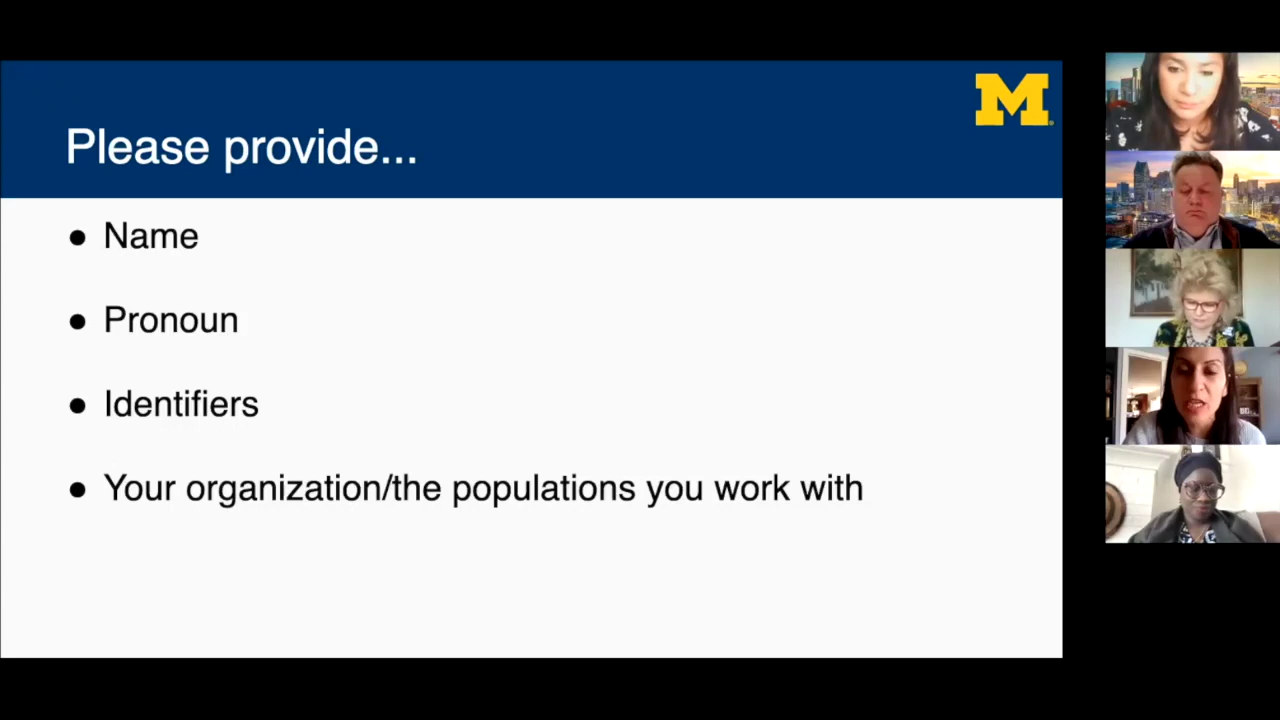 M
Please provide...
Name
Pronoun
Identifiers
Your organization/the populations you work with